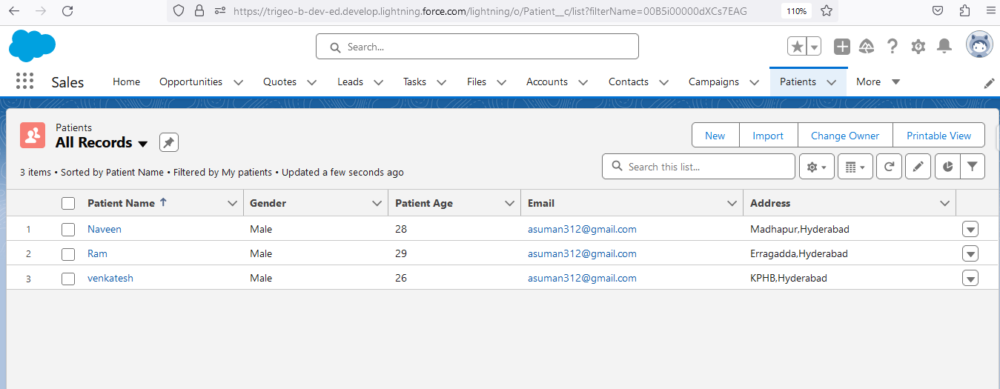 https://trigeo-b-dev-ed.develop.lightning.force.com/lightning/o/Patient__c/list?filterName=00B5i00000dXCs7EAG 110%
Search...
Sales Home Opportunities Quotes Leads Tasks Files Accounts Contacts Campaigns Patients More
Patients
All Records
New Import Change Owner Printable View
3 items • Sorted by Patient Name • Filtered by My patients • Updated a few seconds ago
Search this list...
Patient Name Gender Patient Age Email Address
1 Naveen Male 28 asuman312@gmail.com Madhapur,Hyderabad
2 Ram Male 29 asuman312@gmail.com Erragadda,Hyderabad
3 venkatesh Male 26 asuman312@gmail.com KPHB,Hyderabad